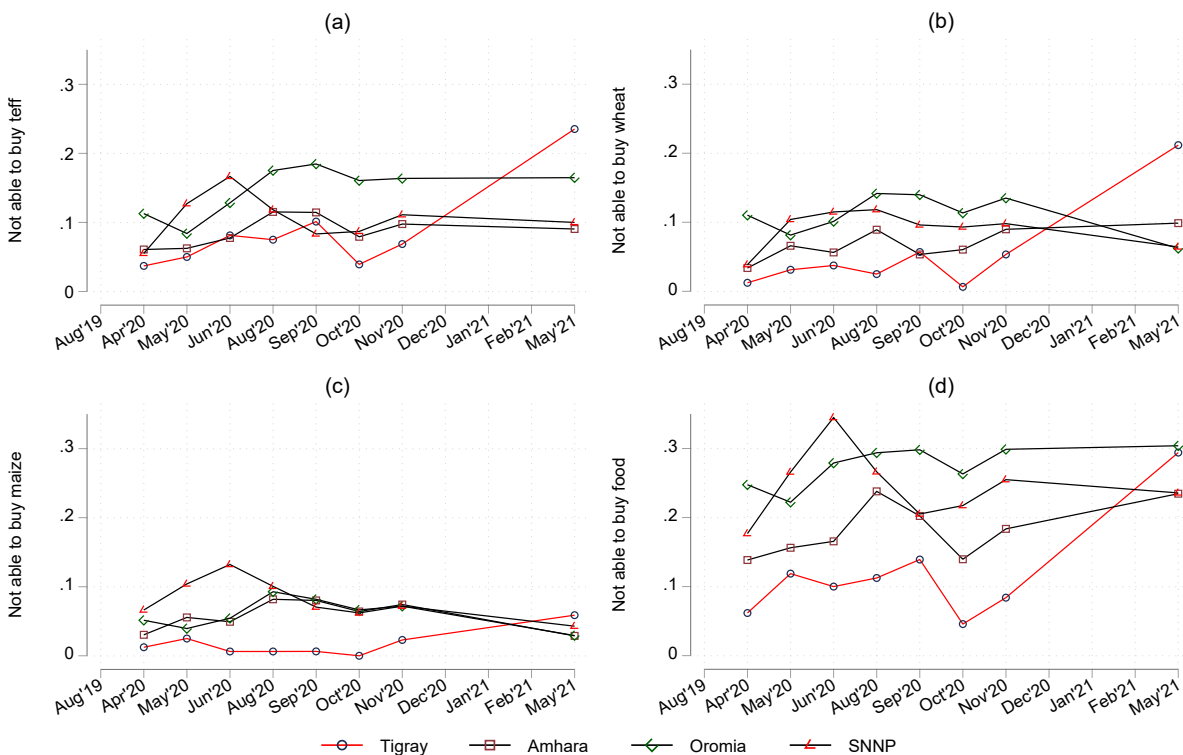 (a)
Not able to buy teff
.3
.2
.1
0
Aug'19 Apr'20 May'20 Jun'20 Aug'20 Sep'20 Oct'20 Nov'20 Dec'20 Jan'21 Feb'21 May'21
(b)
Not able to buy wheat
.3
.2
.1
0
Aug'19 Apr'20 May'20 Jun'20 Aug'20 Sep'20 Oct'20 Nov'20 Dec'20 Jan'21 Feb'21 May'21
(c)
Not able to buy maize
.3
.2
.1
0
Aug'19 Apr'20 May'20 Jun'20 Aug'20 Sep'20 Oct'20 Nov'20 Dec'20 Jan'21 Feb'21 May'21
(d)
Not able to buy food
.3
.2
.1
0
Aug'19 Apr'20 May'20 Jun'20 Aug'20 Sep'20 Oct'20 Nov'20 Dec'20 Jan'21 Feb'21 May'21
Tigray Amhara Oromia SNNP